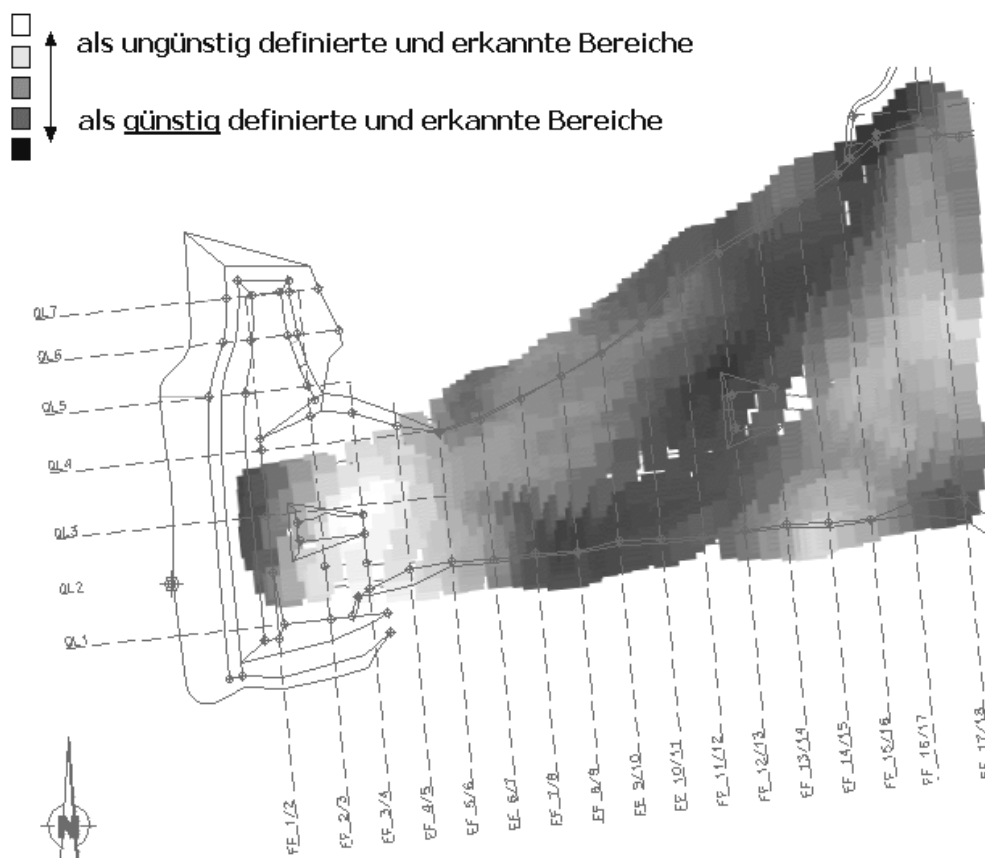 als ungünstig definierte und erkannte Bereiche
als günstig definierte und erkannte Bereiche
QL7
QL6
QL5
QL4
QL3
QL2
QL1
FF_1/2
FF_2/3
FF_3/4
FF_4/5
FF_5/6
FF_6/7
FF_7/8
FF_8/9
FF_9/10
FF_10/11
FF_11/12
FF_12/13
FF_13/14
FF_14/15
FF_15/16
FF_16/17
FF_17/18
N